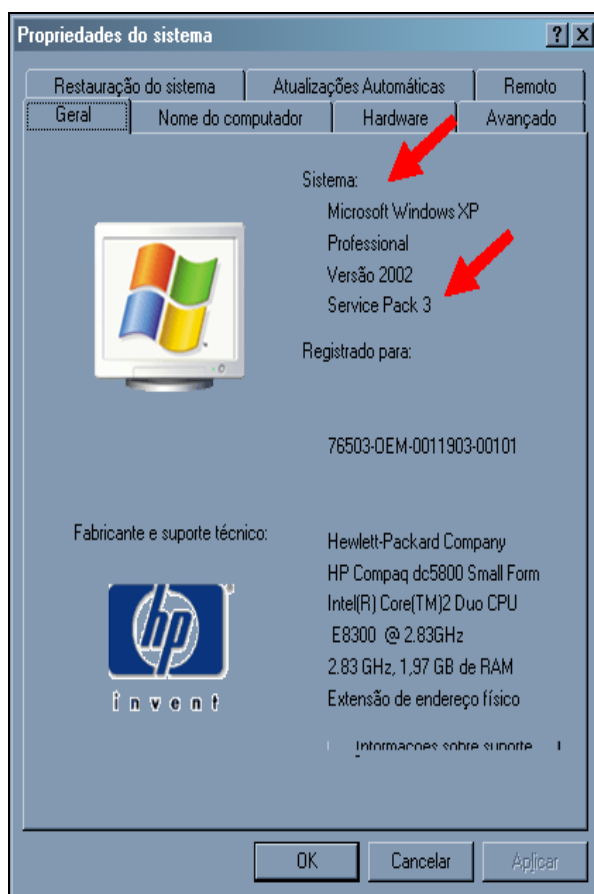 Propriedades do sistema
Restauração do sistema
Atualizações Automáticas
Remoto
Geral
Nome do computador
Hardware
Avançado
Sistema:
Microsoft Windows XP
Professional
Versão 2002
Service Pack 3
Registrado para:
76503-OEM-0011903-00101
Fabricante e suporte técnico:
Hewlett-Packard Company
HP Compaq dc5800 Small Form
Intel(R) Core(TM)2 Duo CPU
E8300 @ 2.83GHz
2.83 GHz, 1,97 GB de RAM
Extensão de endereço físico
hp
invent
Informacoes sobre suporte
OK
Cancelar
Aplicar